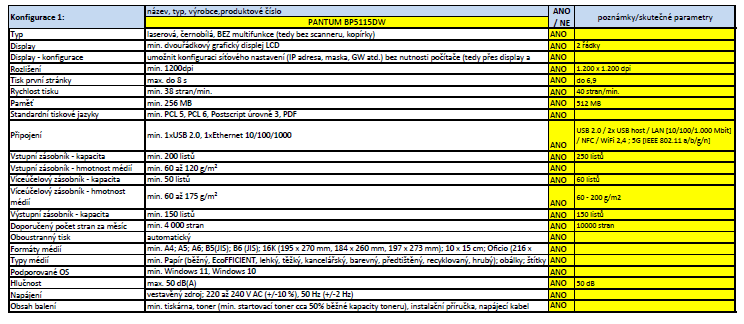 Konfigurace 1: název, typ, výrobce,produktové číslo ANO / NE poznámky/skutečné parametry
PANTUM BP5115DW
Typ laserová, černobílá, BEZ multifunkce (tedy bez scanneru, kopírky) ANO
Display min. dvouřádkový grafický displej LCD ANO 2 řádky
Display - konfigurace umožnit konfiguraci síťového nastavení (IP adresa, maska, GW atd.) bez nutnosti počítače (tedy přes display a ANO
Rozlišení min. 1200dpi ANO 1.200 x 1.200 dpi
Tisk první stránky max. do 8 s ANO do 6,9
Rychlost tisku min. 38 stran/min. ANO 40 stran/min.
Paměť min. 256 MB ANO 512 MB
Standardní tiskové jazyky min. PCL 5, PCL 6, Postscript úrovně 3, PDF ANO
Připojení min. 1xUSB 2.0, 1xEthernet 10/100/1000 ANO USB 2.0 / 2x USB host / LAN [10/100/1.000 Mbit]
/ NFC / WiFi 2,4 ; 5G [IEEE 802.11 a/b/g/n]
Vstupní zásobník - kapacita min. 200 listů ANO 250 listů
Vstupní zásobník - hmotnost médií min. 60 až 120 g/m² ANO
Víceúčelový zásobník - kapacita min. 50 listů ANO 60 listů
Víceúčelový zásobník - hmotnost
médií min. 60 až 175 g/m² ANO 60 - 200 g/m2
Výstupní zásobník - kapacita min. 150 listů ANO 150 listů
Doporučený počet stran za měsíc min. 4 000 stran ANO 10000 stran
Oboustranný tisk automatický ANO
Formáty médií min. A4; A5; A6; B5(JIS); B6 (JIS); 16K (195 x 270 mm, 184 x 260 mm, 197 x 273 mm); 10 x 15 cm; Oficio (216 x ANO
Typy médií min. Papír (běžný, EcoFFICIENT, lehký, těžký, kancelářský, barevný, předtištěný, recyklovaný, hrubý); obálky; štítky ANO
Podporované OS min. Windows 11, Windows 10 ANO
Hlučnost max. 50 dB(A) ANO 50 dB
Napájení vestavěný zdroj; 220 až 240 V AC (+/-10 %), 50 Hz (+/-2 Hz) ANO
Obsah balení min. tiskárna, toner (min. startovací toner cca 50% běžné kapacity toneru), instalační příručka, napájecí kabel ANO